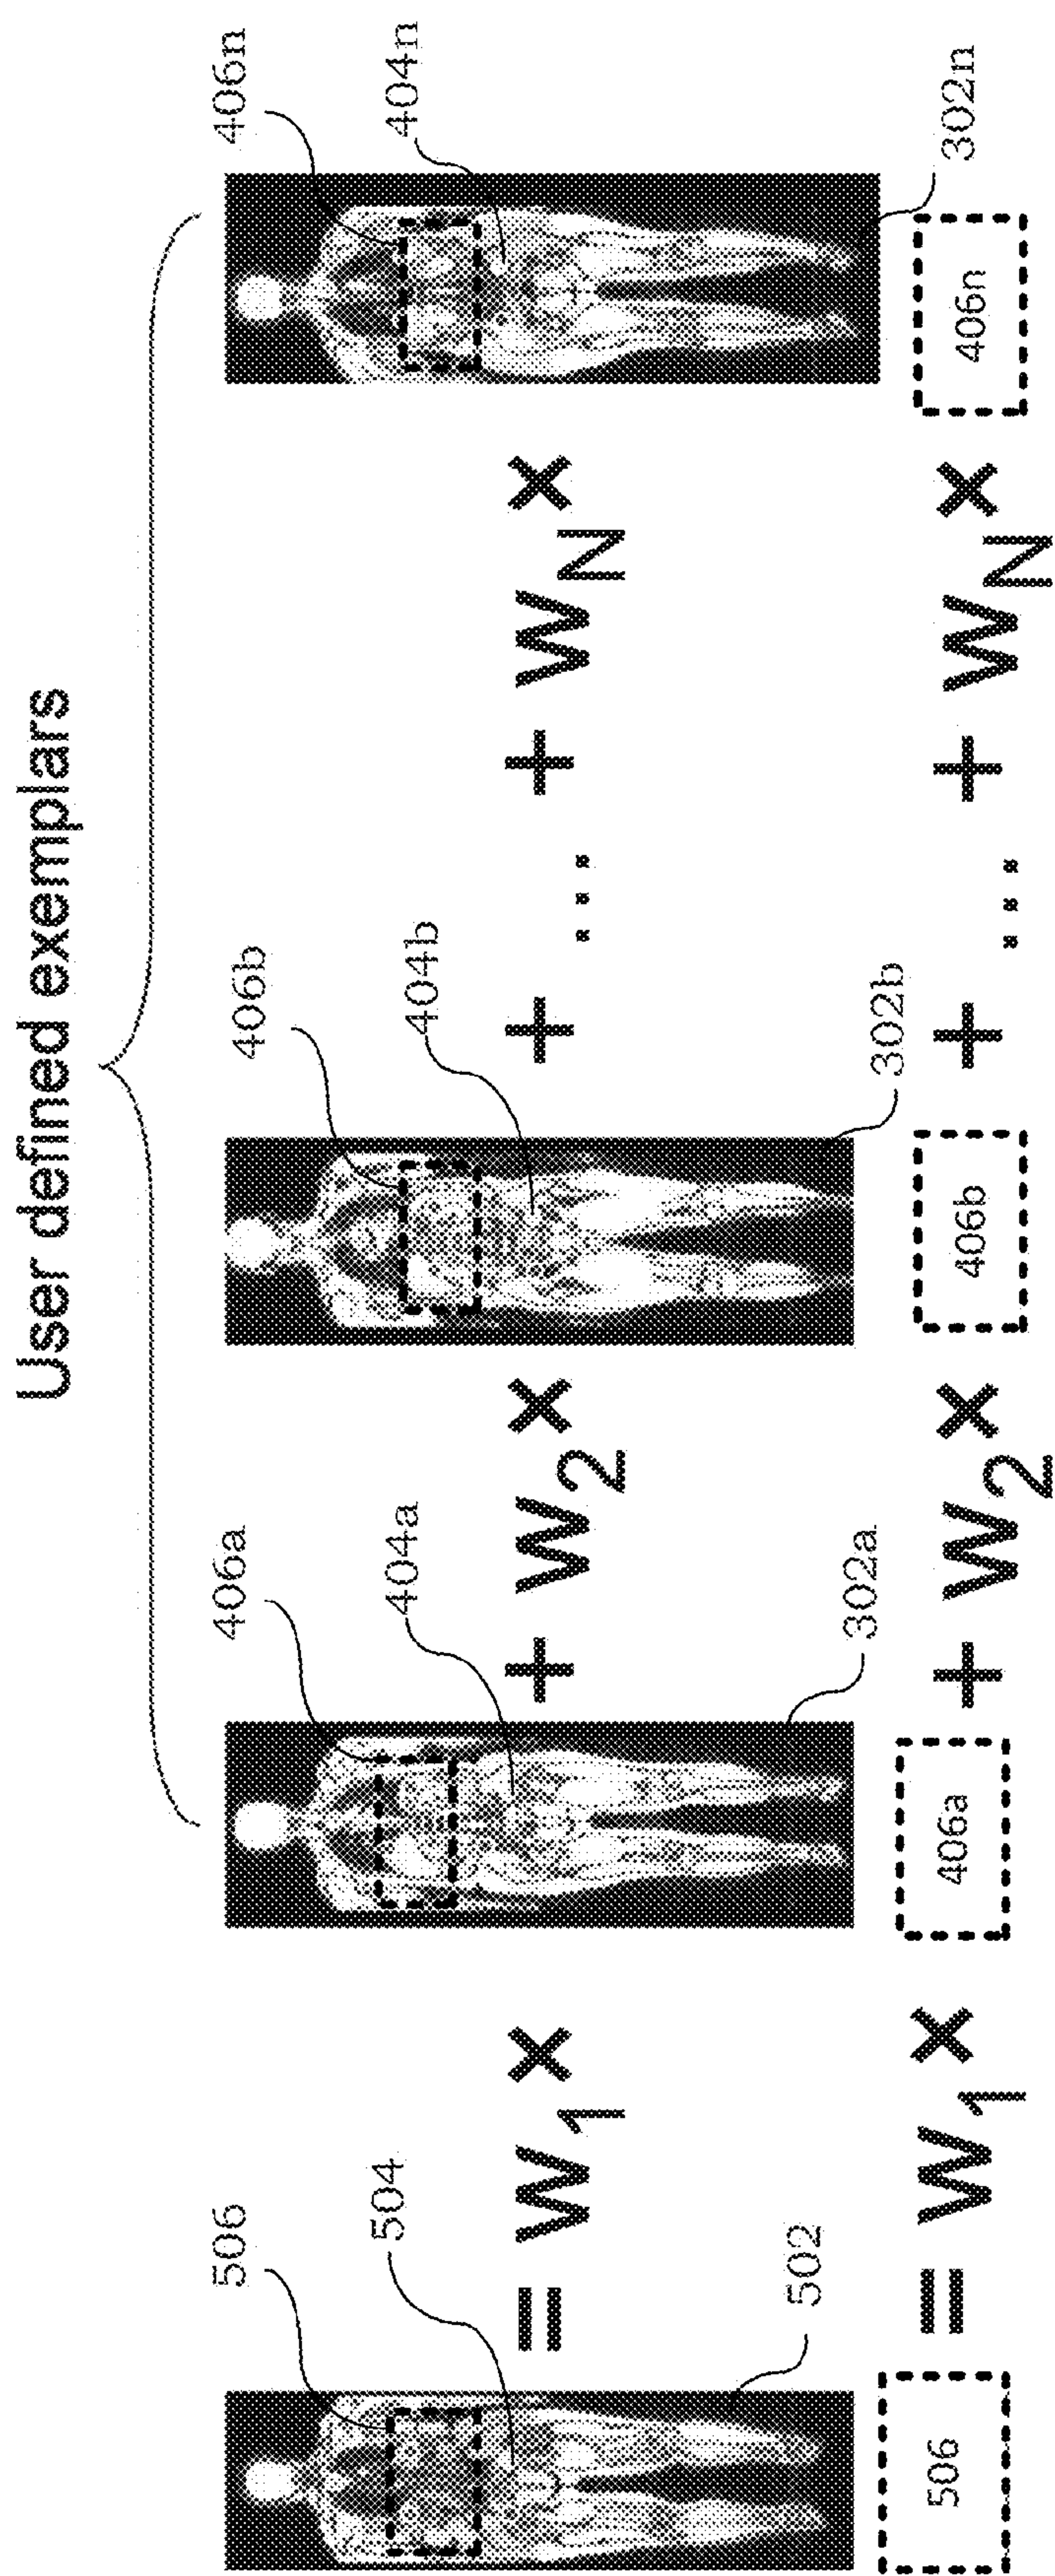 User defined exemplars
506 406a 406b 406n
504 404a 404b 404n
= W1× + W2× + ... + WN×
502 302a 302b 302n
506 = W1× 406a + W2× 406b + ... + WN× 406n